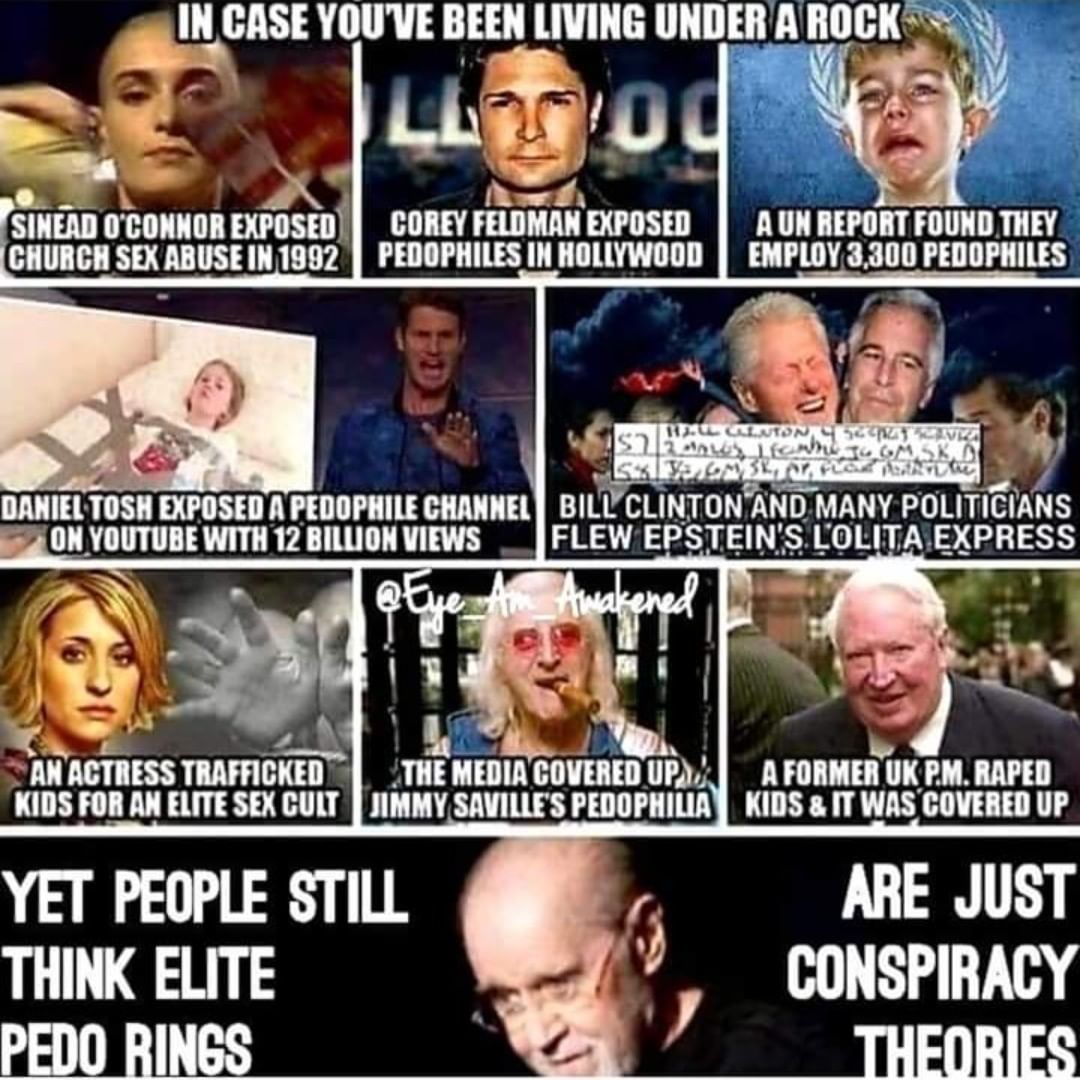 IN CASE YOU'VE BEEN LIVING UNDER A ROCK
SINEAD O'CONNOR EXPOSED
CHURCH SEX ABUSE IN 1992
COREY FELDMAN EXPOSED
PEDOPHILES IN HOLLYWOOD
A UN REPORT FOUND THEY
EMPLOY 3,300 PEDOPHILES
DANIEL TOSH EXPOSED A PEDOPHILE CHANNEL
ON YOUTUBE WITH 12 BILLION VIEWS
57
BILL CLINTON AND MANY POLITICIANS
FLEW EPSTEIN'S LOLITA EXPRESS
@Eye_Am_Awakened
AN ACTRESS TRAFFICKED
KIDS FOR AN ELITE SEX CULT
THE MEDIA COVERED UP
JIMMY SAVILLE'S PEDOPHILIA
A FORMER UK P.M. RAPED
KIDS & IT WAS COVERED UP
YET PEOPLE STILL
THINK ELITE
PEDO RINGS
ARE JUST
CONSPIRACY
THEORIES